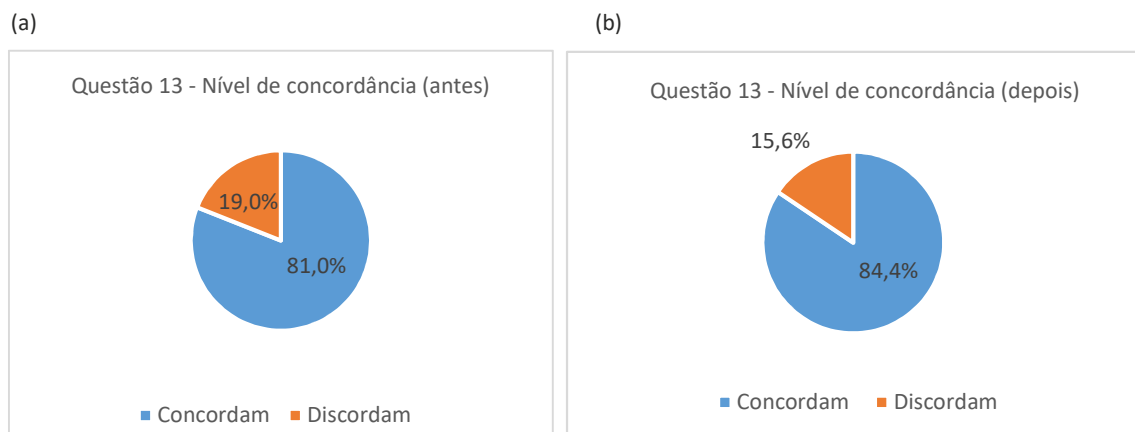 (a)
Questão 13 - Nível de concordância (antes)
19,0%
81,0%
Concordam Discordam
(b)
Questão 13 - Nível de concordância (depois)
15,6%
84,4%
Concordam Discordam